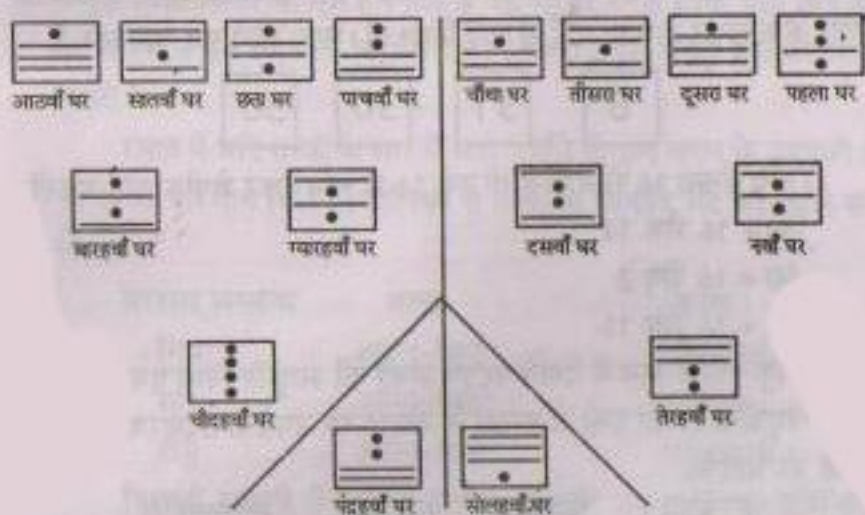 आठवाँ घर सातवाँ घर छठा घर पाचवाँ घर चौथा घर तीसरा घर दूसरा घर पहला घर
बारहवाँ घर ग्यारहवाँ घर दसवाँ घर नवाँ घर
चौदहवाँ घर तेरहवाँ घर
पंद्रहवाँ घर सोलहवाँ घर